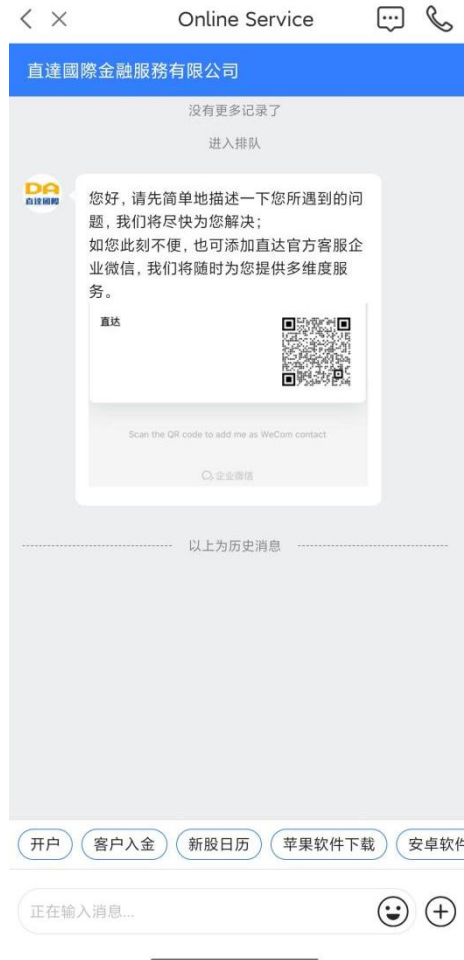 Online Service
直達國際金融服務有限公司
没有更多记录了
进入排队
DA
直達國際
您好，请先简单地描述一下您所遇到的问
题，我们将尽快为您解决；
如您此刻不便，也可添加直达官方客服企
业微信，我们将随时为您提供多维度服
务。
直达
Scan the QR code to add me as WeCom contact
企业微信
以上为历史消息
开户
客户入金
新股日历
苹果软件下载
安卓软件
正在输入消息...